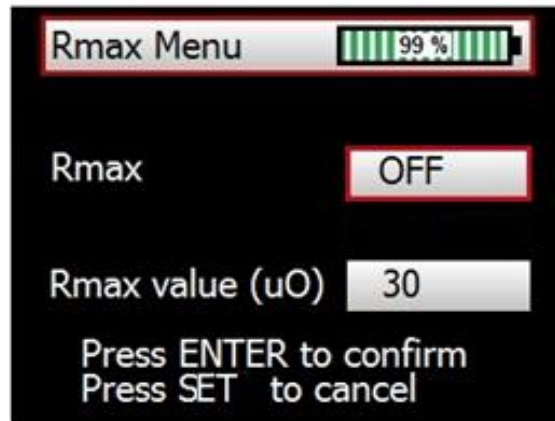 Rmax Menu 99 %
Rmax OFF
Rmax value (uO) 30
Press ENTER to confirm
Press SET to cancel